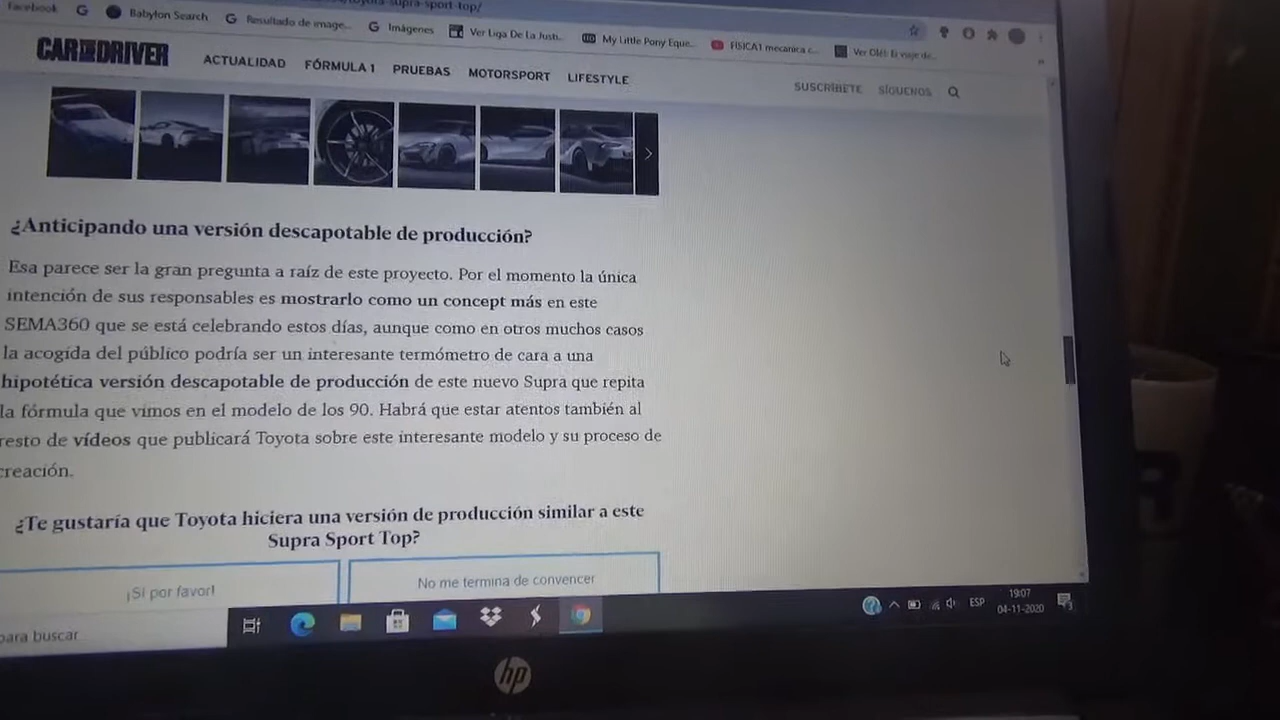 supra-sport-top/
Facebook
Babylon Search
Resultado de image...
Imágenes
Ver Liga De La Justi..
My Little Pony Eque...
FISICA1 mecanica c...
Ver Olé!: El viaje de...
CAR AND DRIVER
ACTUALIDAD FÓRMULA 1 PRUEBAS MOTORSPORT LIFESTYLE
SUSCRÍBETE SÍGUENOS
¿Anticipando una versión descapotable de producción?
Esa parece ser la gran pregunta a raíz de este proyecto. Por el momento la única
intención de sus responsables es mostrarlo como un concept más en este
SEMA360 que se está celebrando estos días, aunque como en otros muchos casos
la acogida del público podría ser un interesante termómetro de cara a una
hipotética versión descapotable de producción de este nuevo Supra que repita
la fórmula que vimos en el modelo de los 90. Habrá que estar atentos también al
resto de vídeos que publicará Toyota sobre este interesante modelo y su proceso de
creación.
¿Te gustaría que Toyota hiciera una versión de producción similar a este
Supra Sport Top?
¡Sí por favor!
No me termina de convencer
para buscar
ESP
19:07
04-11-2020
3
hp